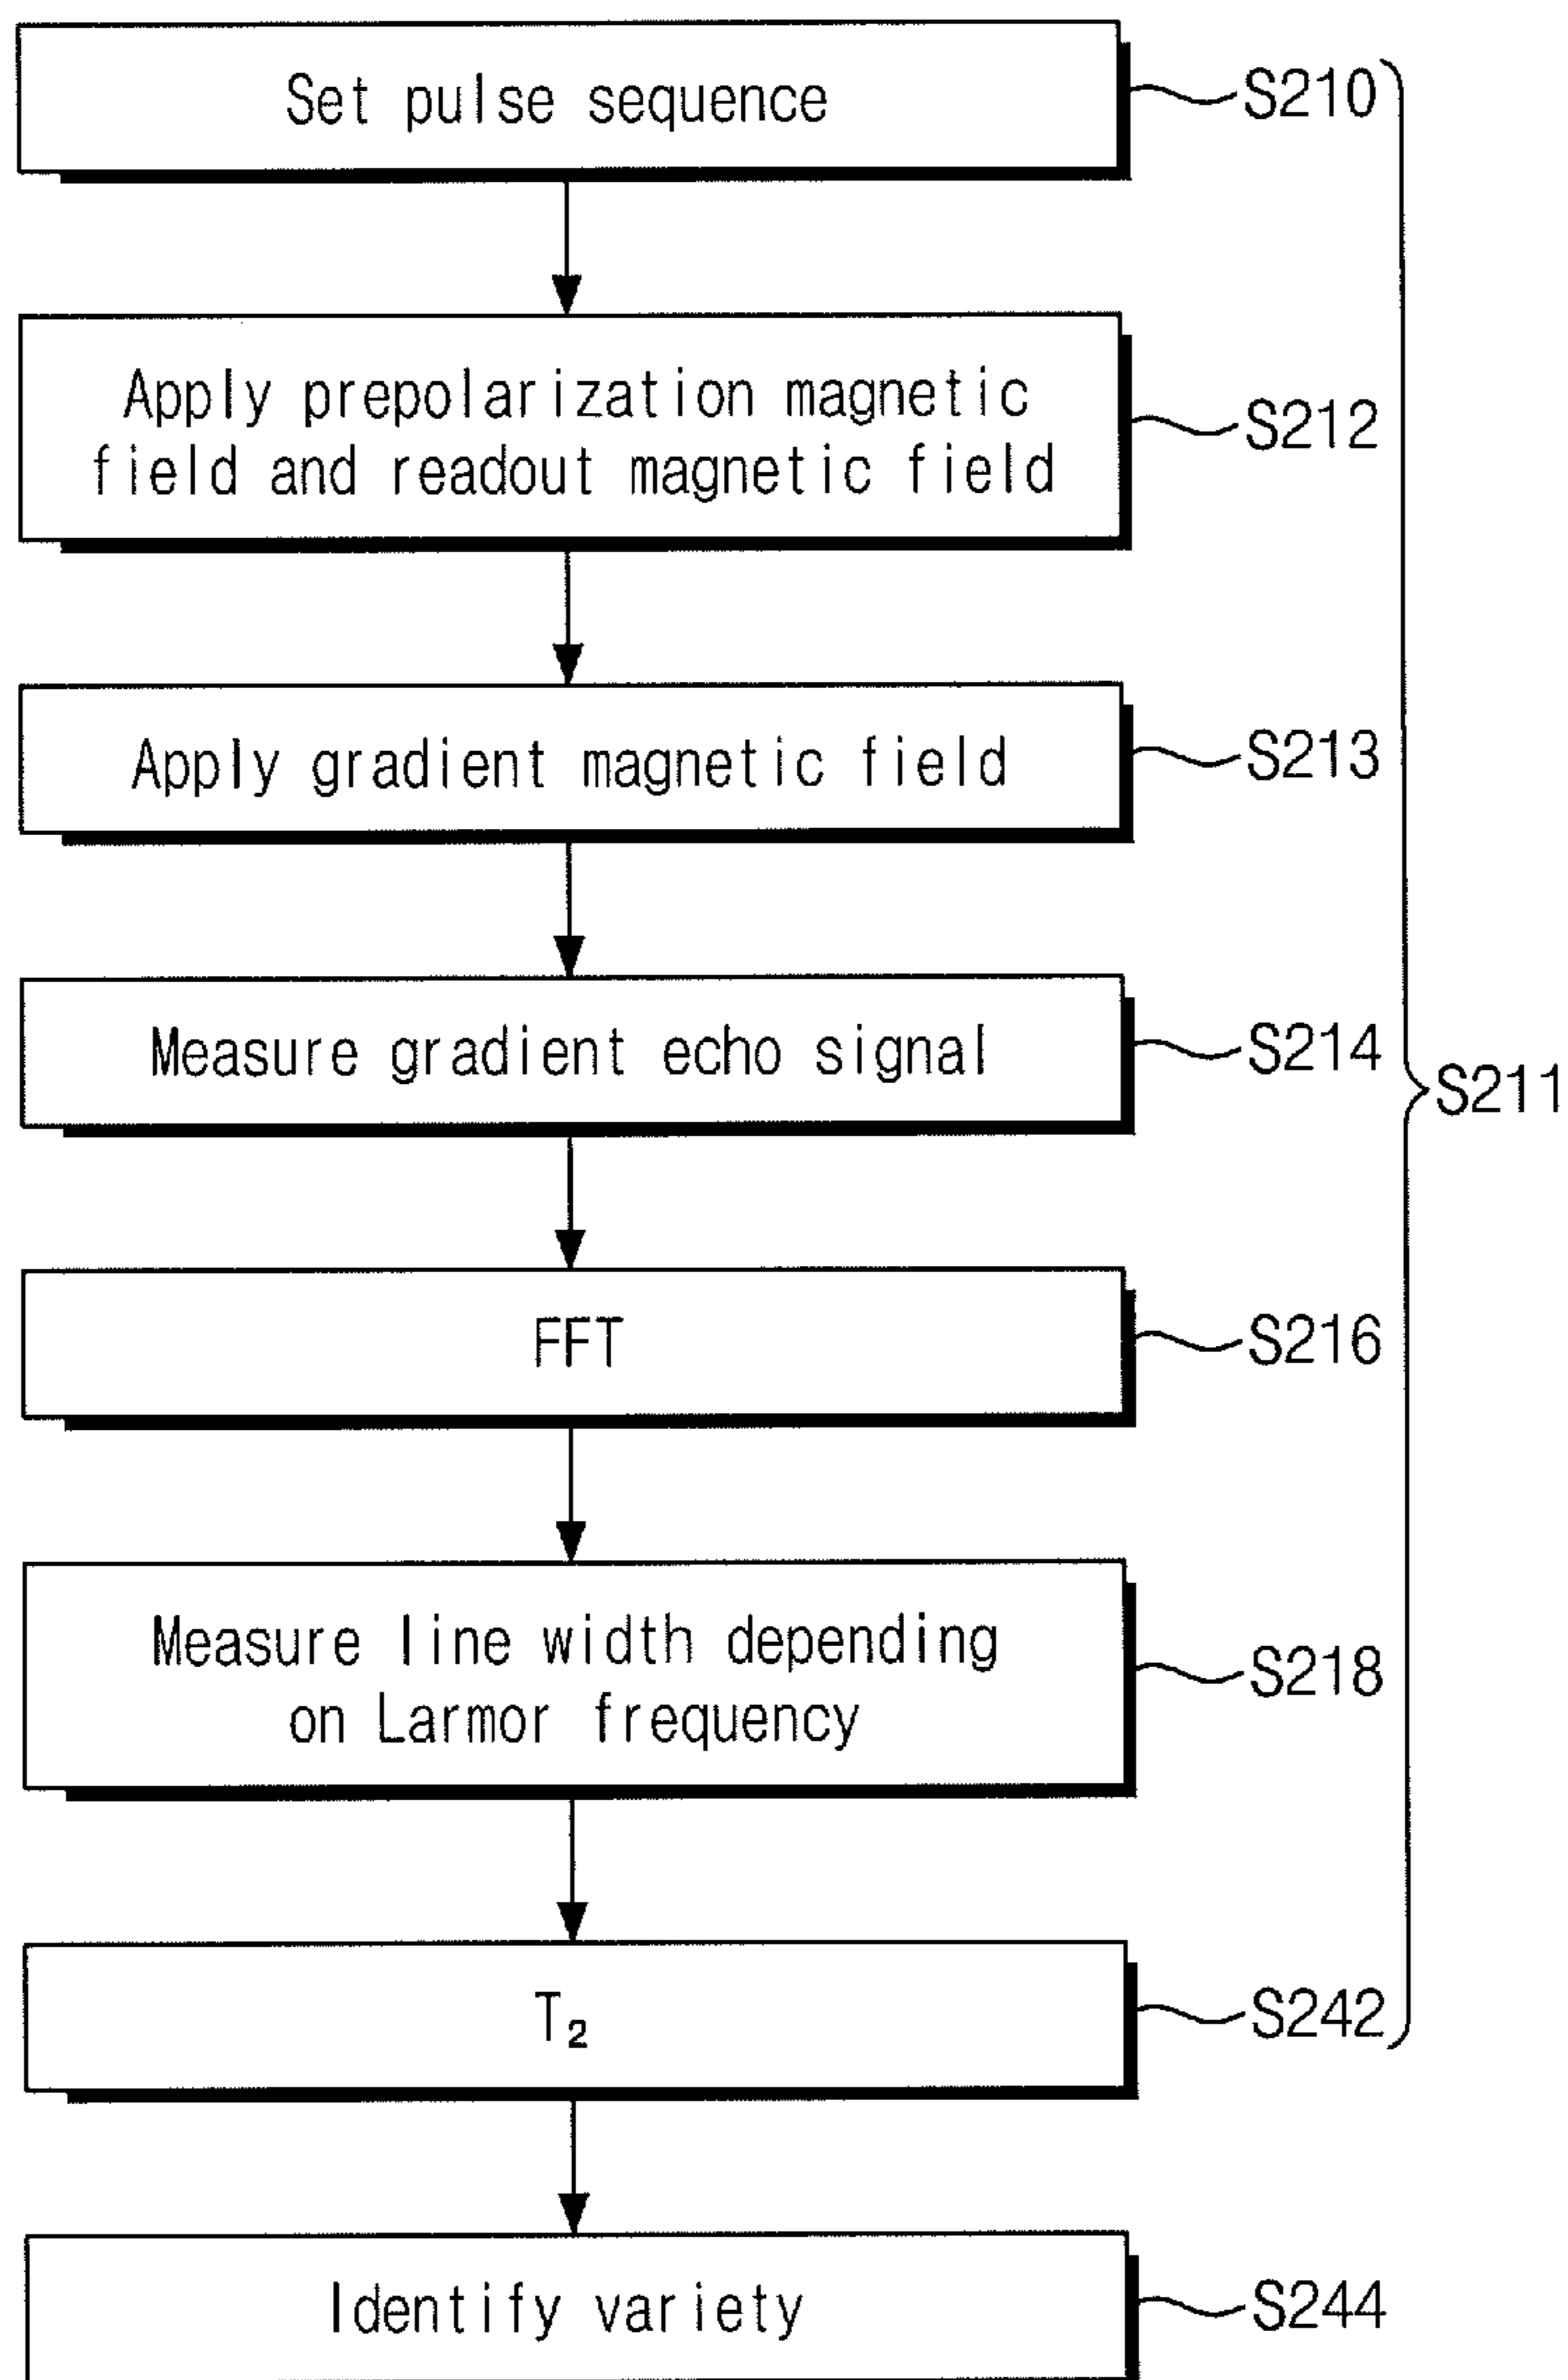 Set pulse sequence
S210
Apply prepolarization magnetic
field and readout magnetic field
S212
Apply gradient magnetic field
S213
Measure gradient echo signal
S214
S211
FFT
S216
Measure line width depending
on Larmor frequency
S218
T₂
S242
Identify variety
S244